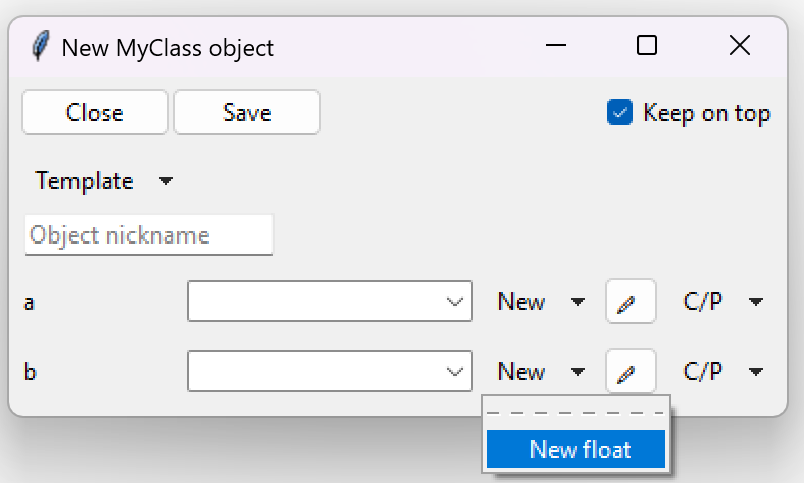 New MyClass object
Close Save Keep on top
Template
Object nickname
a New C/P
b New C/P
New float